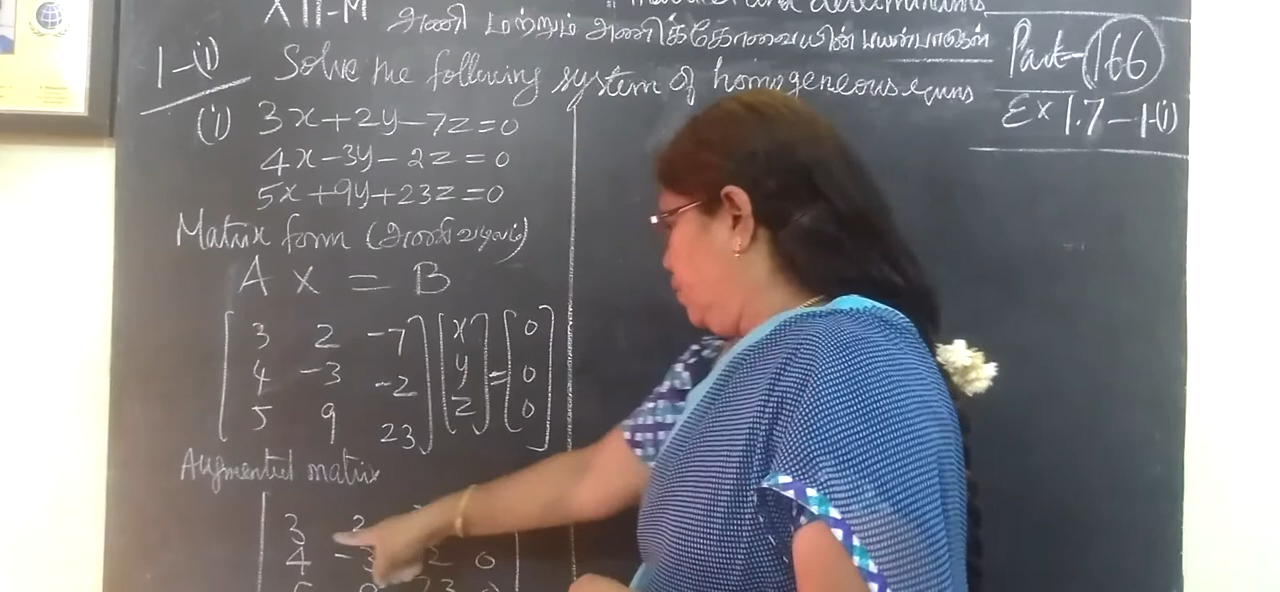 XII-M
அணி மற்றும் அணிக்கோவையின் பயன்பாடுகள்
Part-166
Ex 1.7-1-(i)
1-(i) Solve the following system of homogeneous equns
(i) 3x+2y-7z=0
4x-3y-2z=0
5x+9y+23z=0
Matrix form (அணி வடிவம்)
A X = B
3 2 -7 x 0
4 -3 -2 y = 0
5 9 23 z 0
Augmented matrix
3 2
4 -3 2 0